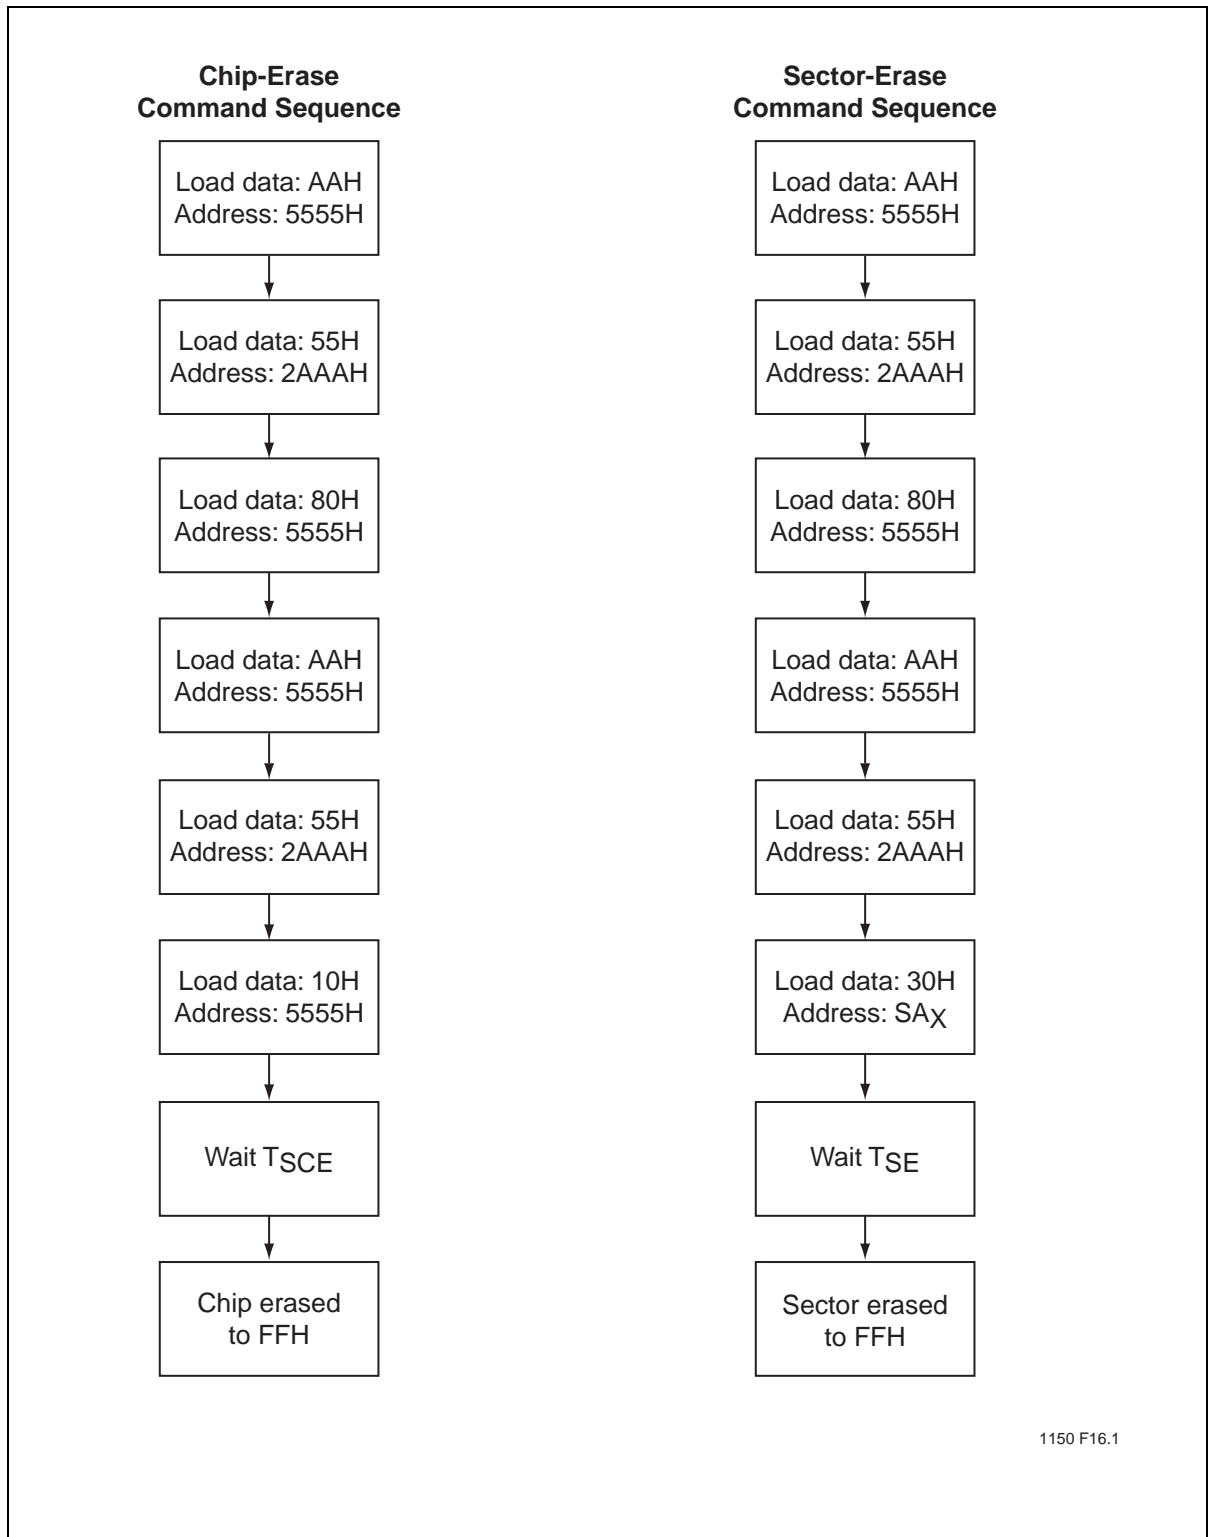 Chip-Erase
Command Sequence
Load data: AAH
Address: 5555H
Load data: 55H
Address: 2AAAH
Load data: 80H
Address: 5555H
Load data: AAH
Address: 5555H
Load data: 55H
Address: 2AAAH
Load data: 10H
Address: 5555H
Wait TSCE
Chip erased
to FFH
Sector-Erase
Command Sequence
Load data: AAH
Address: 5555H
Load data: 55H
Address: 2AAAH
Load data: 80H
Address: 5555H
Load data: AAH
Address: 5555H
Load data: 55H
Address: 2AAAH
Load data: 30H
Address: SAX
Wait TSE
Sector erased
to FFH
1150 F16.1